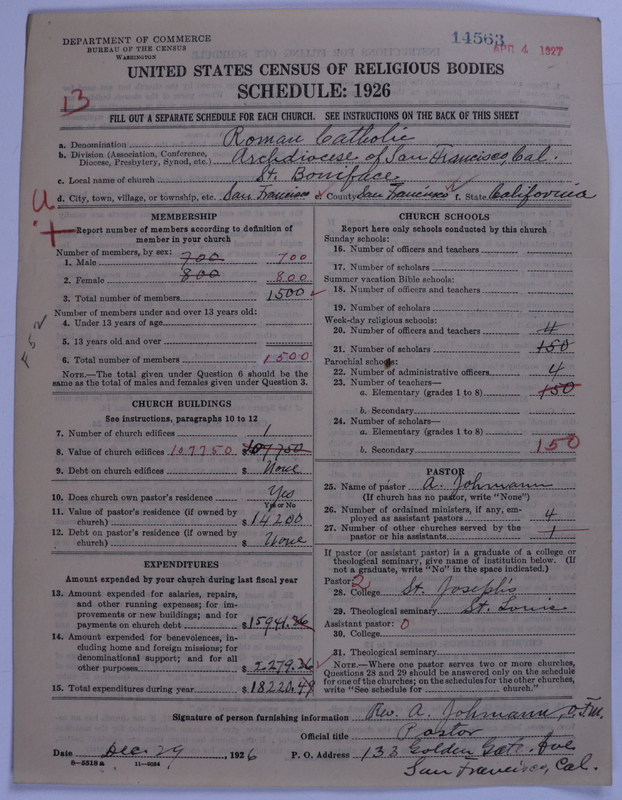 DEPARTMENT OF COMMERCE
BUREAU OF THE CENSUS
WASHINGTON
14563
APR 4 1927
UNITED STATES CENSUS OF RELIGIOUS BODIES
SCHEDULE: 1926
13
FILL OUT A SEPARATE SCHEDULE FOR EACH CHURCH. SEE INSTRUCTIONS ON THE BACK OF THIS SHEET
a. Denomination Roman Catholic
b. Division (Association, Conference, Diocese, Presbytery, Synod, etc.) Archdiocese of San Francisco, Cal.
c. Local name of church St. Boniface
d. City, town, village, or township, etc. San Francisco e. County San Francisco f. State California
MEMBERSHIP
Report number of members according to definition of
member in your church
Number of members, by sex:
1. Male 700 700
2. Female 800 800
3. Total number of members 1500
Number of members under and over 13 years old:
4. Under 13 years of age
5. 13 years old and over
6. Total number of members 1500
NOTE.—The total given under Question 6 should be
same as the total of males and females given under Question 3.
CHURCH BUILDINGS
See instructions, paragraphs 10 to 12
7. Number of church edifices 1
8. Value of church edifices 107750 $107750
9. Debt on church edifices $ None
10. Does church own pastor's residence Yes
Yes or No
11. Value of pastor's residence (if owned by
church) $14200
12. Debt on pastor's residence (if owned by
church) $ None
EXPENDITURES
Amount expended by your church during last fiscal year
13. Amount expended for salaries, repairs,
and other running expenses; for im-
provements or new buildings; and for
payments on church debt $15941.26
14. Amount expended for benevolences, in-
cluding home and foreign missions; for
denominational support; and for all
other purposes $2279.26
15. Total expenditures during year $18220.49
CHURCH SCHOOLS
Report here only schools conducted by this church
Sunday schools:
16. Number of officers and teachers
17. Number of scholars
Summer vacation Bible schools:
18. Number of officers and teachers
19. Number of scholars
Week-day religious schools:
20. Number of officers and teachers 4
21. Number of scholars 150
Parochial schools:
22. Number of administrative officers 4
23. Number of teachers—
a. Elementary (grades 1 to 8) 150
b. Secondary
24. Number of scholars—
a. Elementary (grades 1 to 8)
b. Secondary 150
PASTOR
25. Name of pastor A. Johmann
(If church has no pastor, write "None")
26. Number of ordained ministers, if any, em-
ployed as assistant pastors 4
27. Number of other churches served by the
pastor or his assistants 1
If pastor (or assistant pastor) is a graduate of a college or
theological seminary, give name of institution below. (If
not a graduate, write "No" in the space indicated.)
Pastor: 2
28. College St. Joseph's
29. Theological seminary St. Louis
Assistant pastor: 0
30. College
31. Theological seminary
NOTE.—Where one pastor serves two or more churches,
Questions 28 and 29 should be answered only on the schedule
for one of the churches; on the schedules for the other churches,
write "See schedule for church."
Signature of person furnishing information Rev. A. Johmann, O.F.M.
Official title Pastor
Date Dec. 29, 1926 P. O. Address 133 Golden Gate Ave
San Francisco, Cal.
8-5518a 11-9034